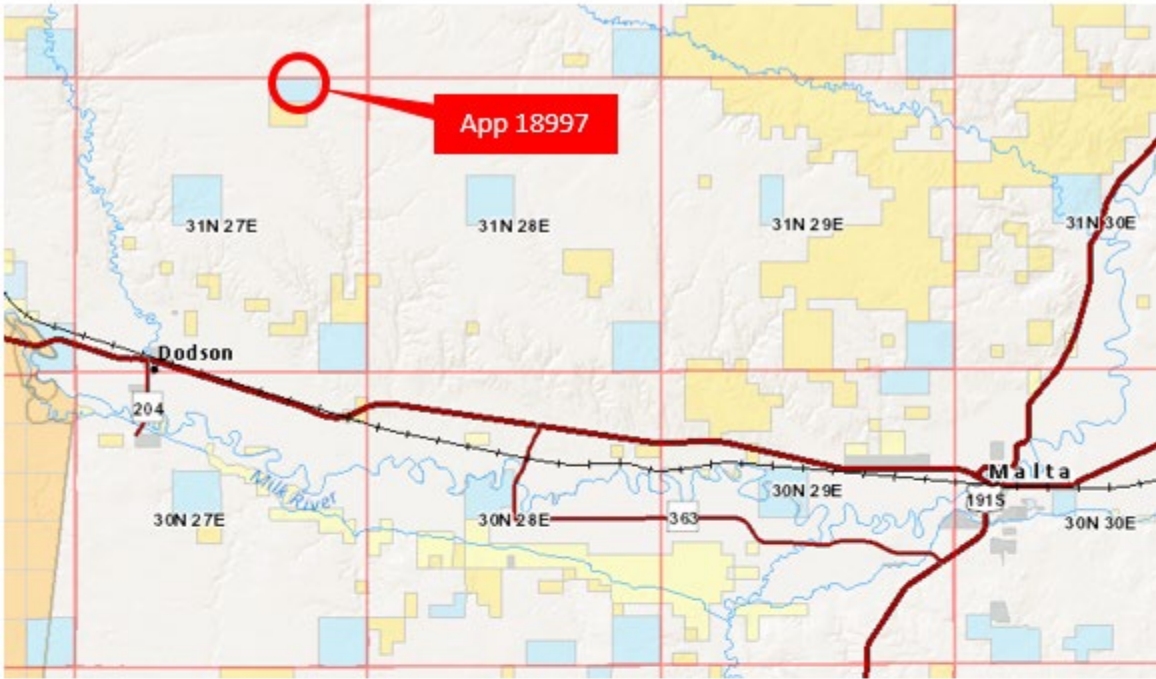 App 18997
31N 27E
31N 28E
31N 29E
31N 30E
Dodson
204
Malta
Milk River
30N 29E
191S
30N 27E
30N 28E
363
30N 30E